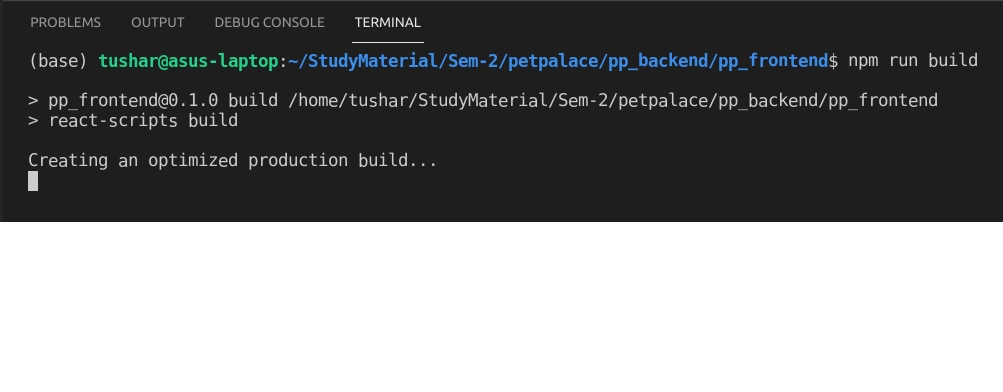 PROBLEMS OUTPUT DEBUG CONSOLE TERMINAL
(base) tushar@asus-laptop:~/StudyMaterial/Sem-2/petpalace/pp_backend/pp_frontend$ npm run build
> pp_frontend@0.1.0 build /home/tushar/StudyMaterial/Sem-2/petpalace/pp_backend/pp_frontend
> react-scripts build
Creating an optimized production build...